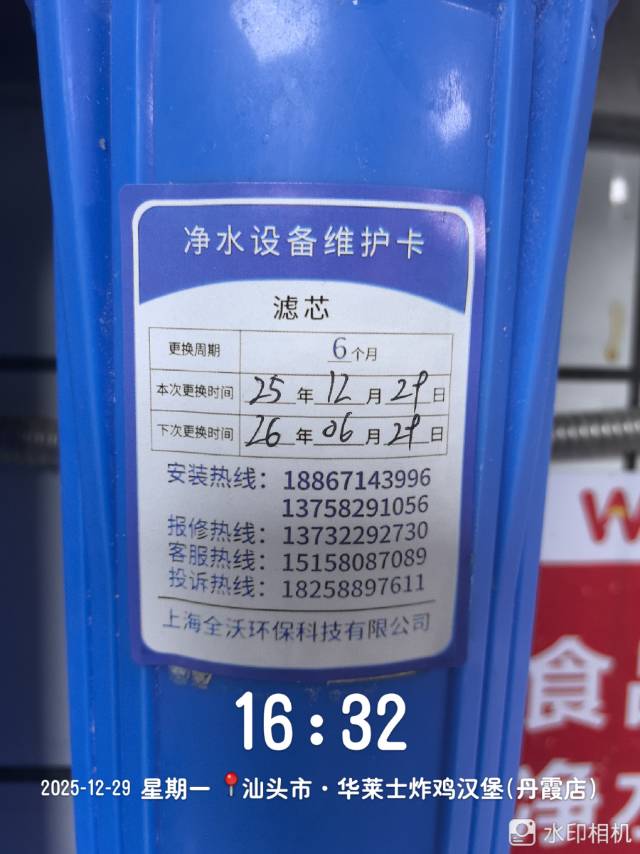 净水设备维护卡
滤芯
更换周期 6个月
本次更换时间 25年12月29日
下次更换时间 26年06月29日
安装热线：18867143996
13758291056
报修热线：13732292730
客服热线：15158087089
投诉热线：18258897611
上海全沃环保科技有限公司
W
食
净水
16:32
2025-12-29 星期一 汕头市·华莱士炸鸡汉堡(丹霞店)
水印相机